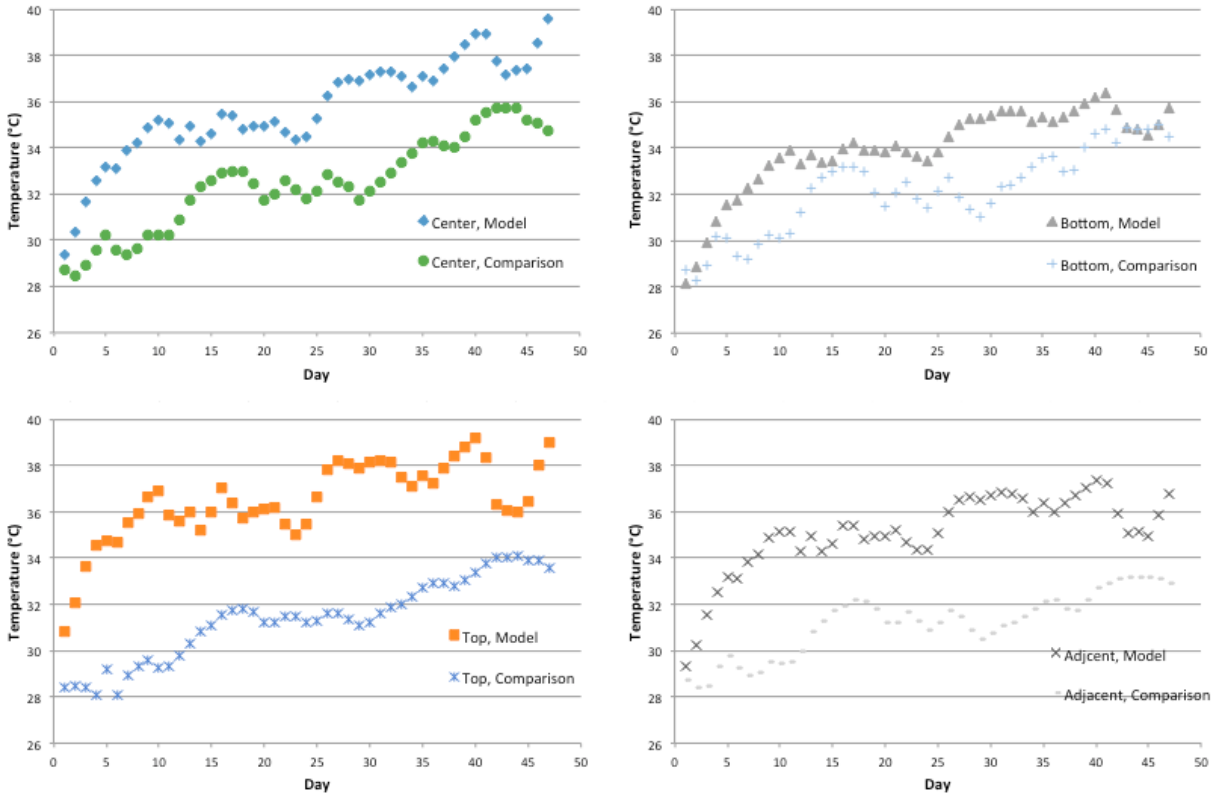 40
38
36
34
32
30
28
26
Temperature (°C)
Center, Model
Center, Comparison
0 5 10 15 20 25 30 35 40 45 50
Day
40
38
36
34
32
30
28
26
Temperature (°C)
Bottom, Model
Bottom, Comparison
0 5 10 15 20 25 30 35 40 45 50
Day
40
38
36
34
32
30
28
26
Temperature (°C)
Top, Model
Top, Comparison
0 5 10 15 20 25 30 35 40 45 50
Day
40
38
36
34
32
30
28
26
Temperature (°C)
Adjcent, Model
Adjacent, Comparison
0 5 10 15 20 25 30 35 40 45 50
Day